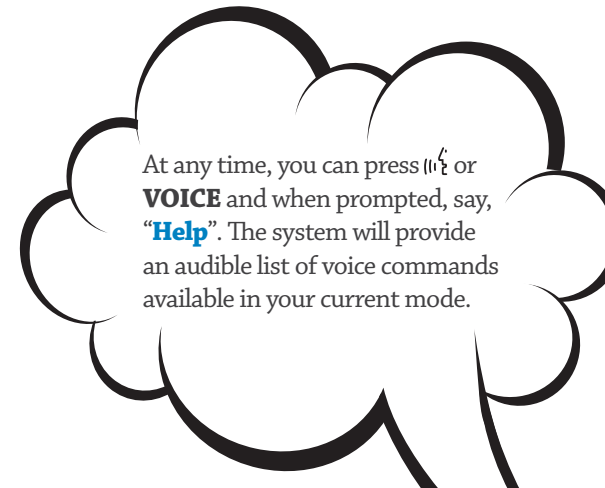 At any time, you can press or
VOICE and when prompted, say,
“Help”. The system will provide
an audible list of voice commands
available in your current mode.